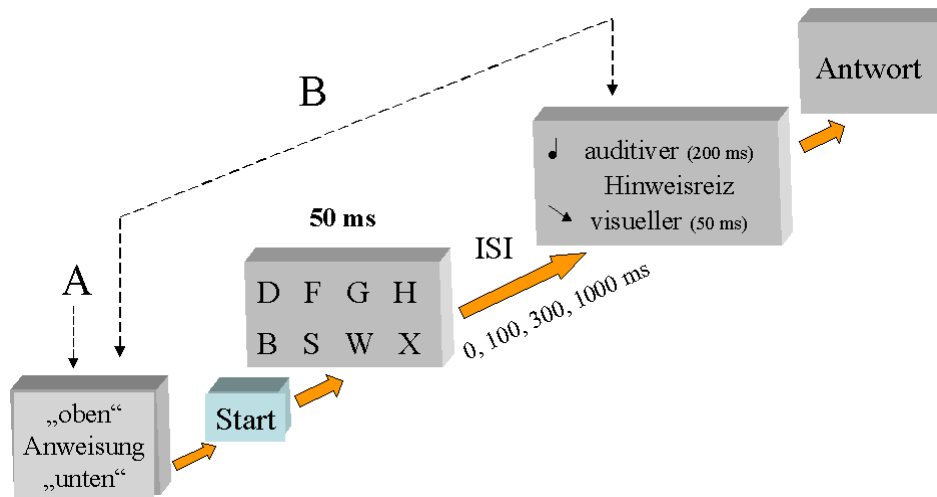 Antwort
B
auditiver (200 ms)
Hinweisreiz
visueller (50 ms)
50 ms
ISI
0, 100, 300, 1000 ms
A
D F G H
B S W X
Start
„oben“
Anweisung
„unten“